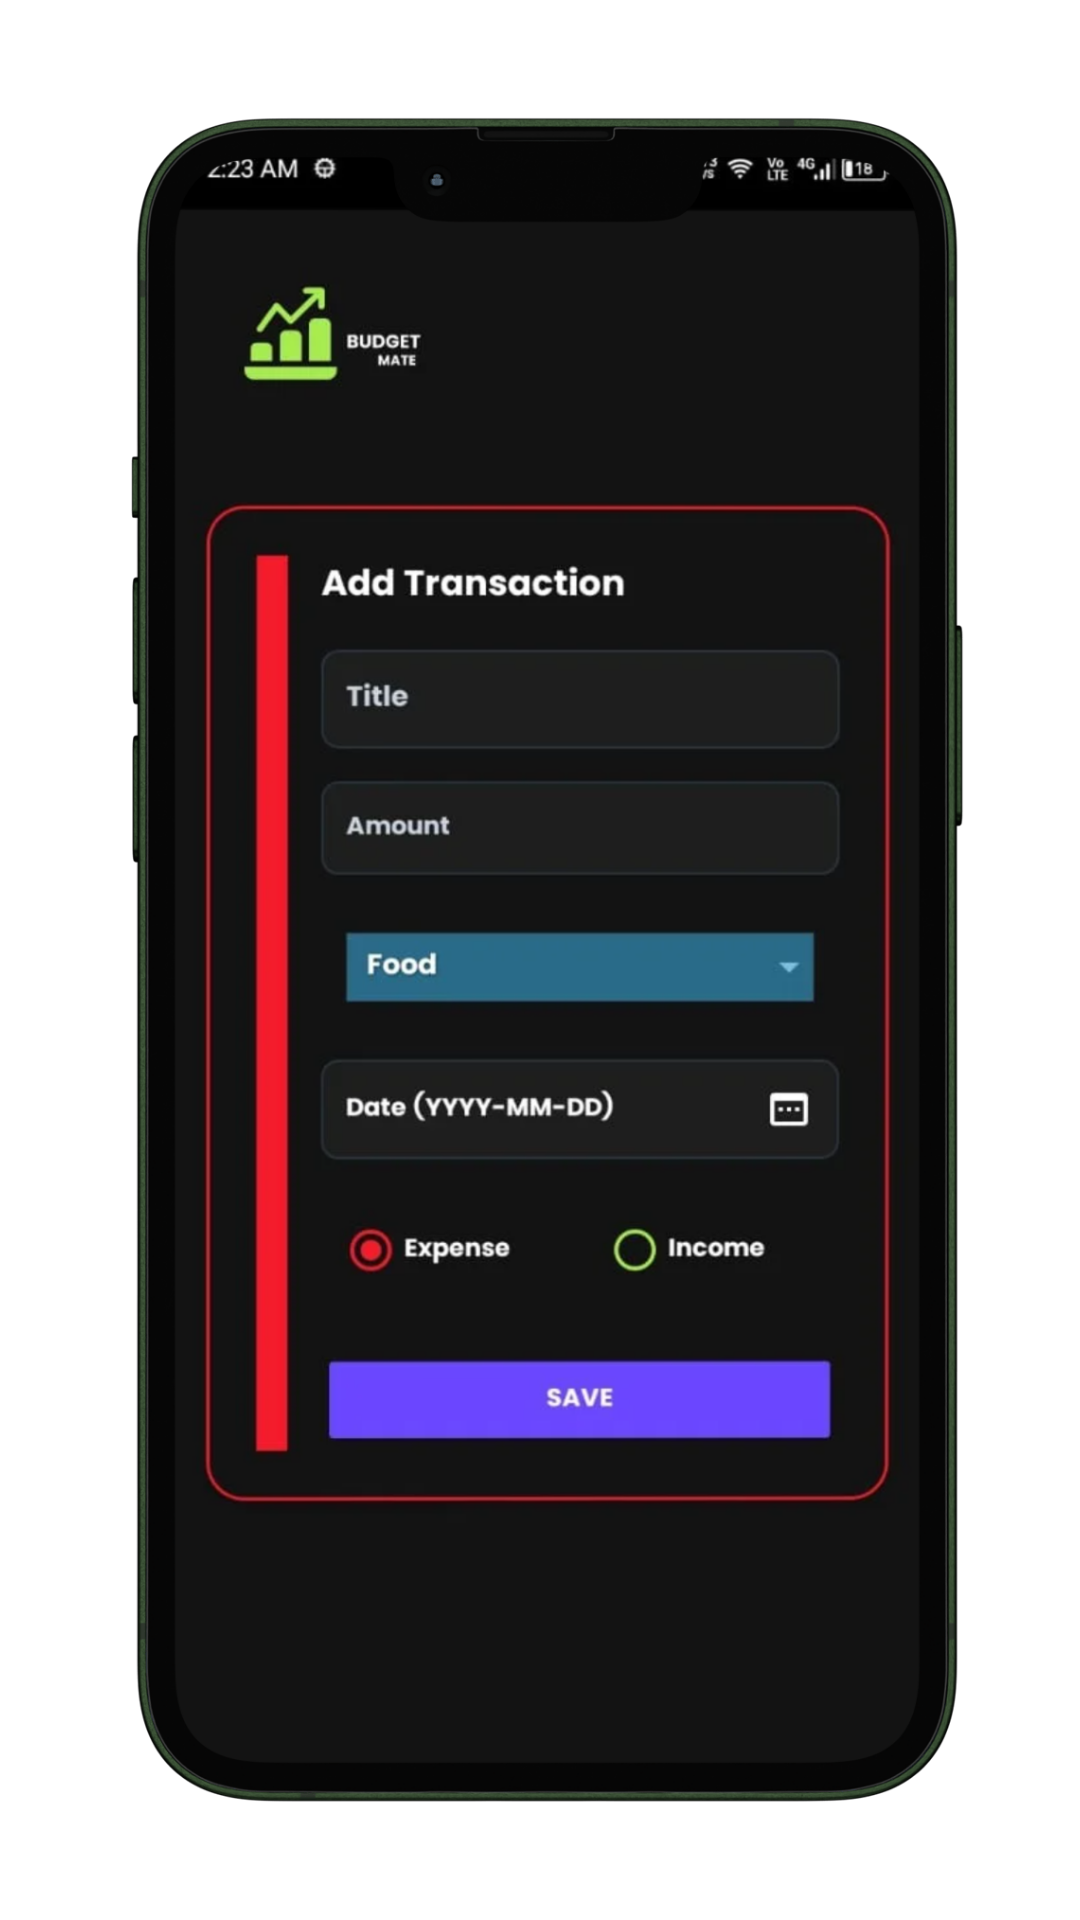 2:23 AM
Vo LTE 4G 18
BUDGET
MATE
Add Transaction
Title
Amount
Food
Date (YYYY-MM-DD)
Expense Income
SAVE